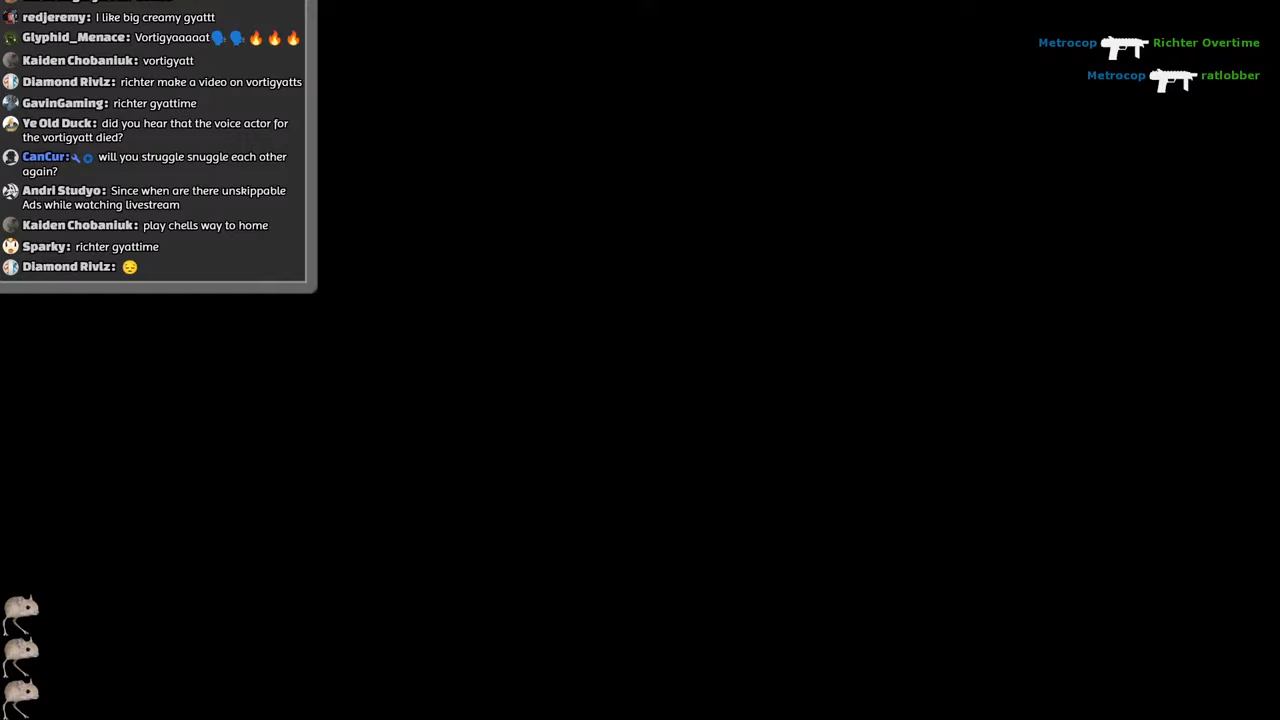 redjeremy: I like big creamy gyattt
Glyphid_Menace: Vortigyaaaaat🗣️🗣️🔥🔥🔥
Kaiden Chobaniuk: vortigyatt
Diamond Rivlz: richter make a video on vortigyatts
GavinGaming: richter gyattime
Ye Old Duck: did you hear that the voice actor for
the vortigyatt died?
CanCur: will you struggle snuggle each other
again?
Andri Studyo: Since when are there unskippable
Ads while watching livestream
Kaiden Chobaniuk: play chells way to home
Sparky: richter gyattime
Diamond Rivlz: 😔
Metrocop Richter Overtime
Metrocop ratlobber